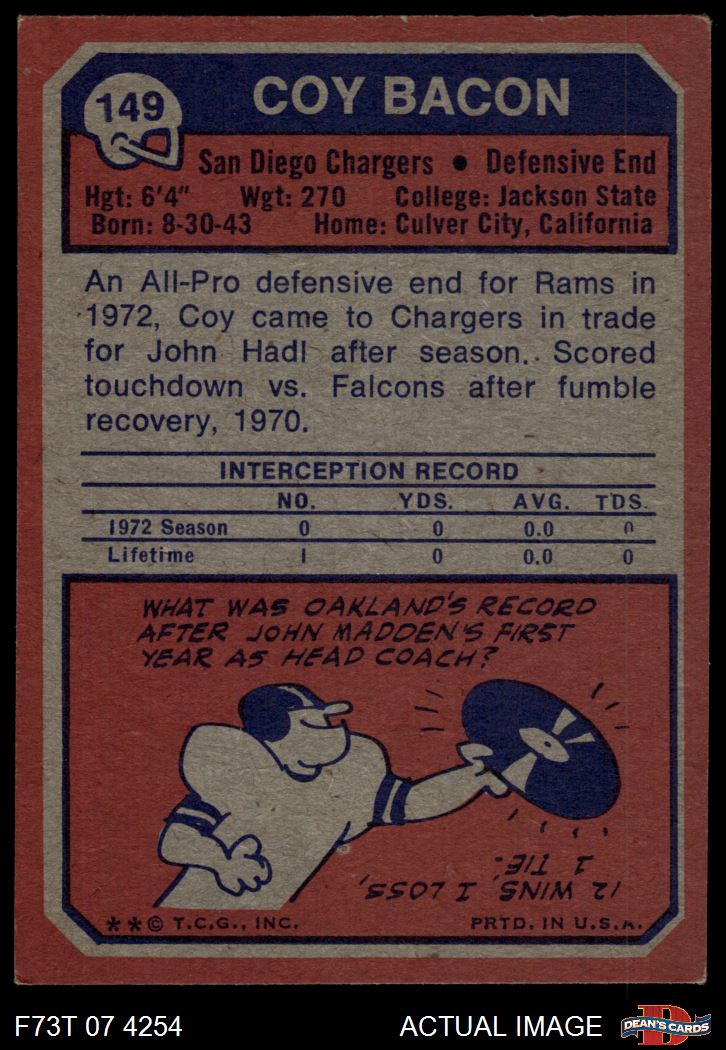 149
COY BACON
San Diego Chargers • Defensive End
Hgt: 6'4" Wgt: 270 College: Jackson State
Born: 8-30-43 Home: Culver City, California
An All-Pro defensive end for Rams in
1972, Coy came to Chargers in trade
for John Hadl after season. Scored
touchdown vs. Falcons after fumble
recovery, 1970.
INTERCEPTION RECORD
NO. YDS. AVG. TDS.
1972 Season 0 0 0.0 0
Lifetime 1 0 0.0 0
WHAT WAS OAKLAND'S RECORD
AFTER JOHN MADDEN'S FIRST
YEAR AS HEAD COACH?
12 WINS, 1 LOSS,
1 TIE.
**© T.C.G., INC. PRTD. IN U.S.A.
F73T 07 4254 ACTUAL IMAGE
D
DEAN'S CARDS